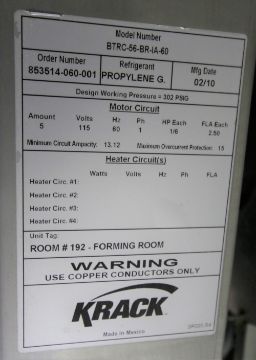 Model Number
BTRC-56-BR-IA-60
Order Number Refrigerant Mfg Date
853514-060-001 PROPYLENE G. 02/10
Design Working Pressure = 302 PSIG
Motor Circuit
Amount Volts Hz Ph HP Each FLA Each
5 115 60 1 1/6 2.50
Minimum Circuit Ampacity: 13.12 Maximum Overcurrent Protection: 15
Heater Circuit(s)
Watts Volts Hz Ph FLA
Heater Circ. #1:
Heater Circ. #2:
Heater Circ. #3:
Heater Circ. #4:
Unit Tag:
ROOM # 192 - FORMING ROOM
WARNING
USE COPPER CONDUCTORS ONLY
KRACK
Made in Mexico